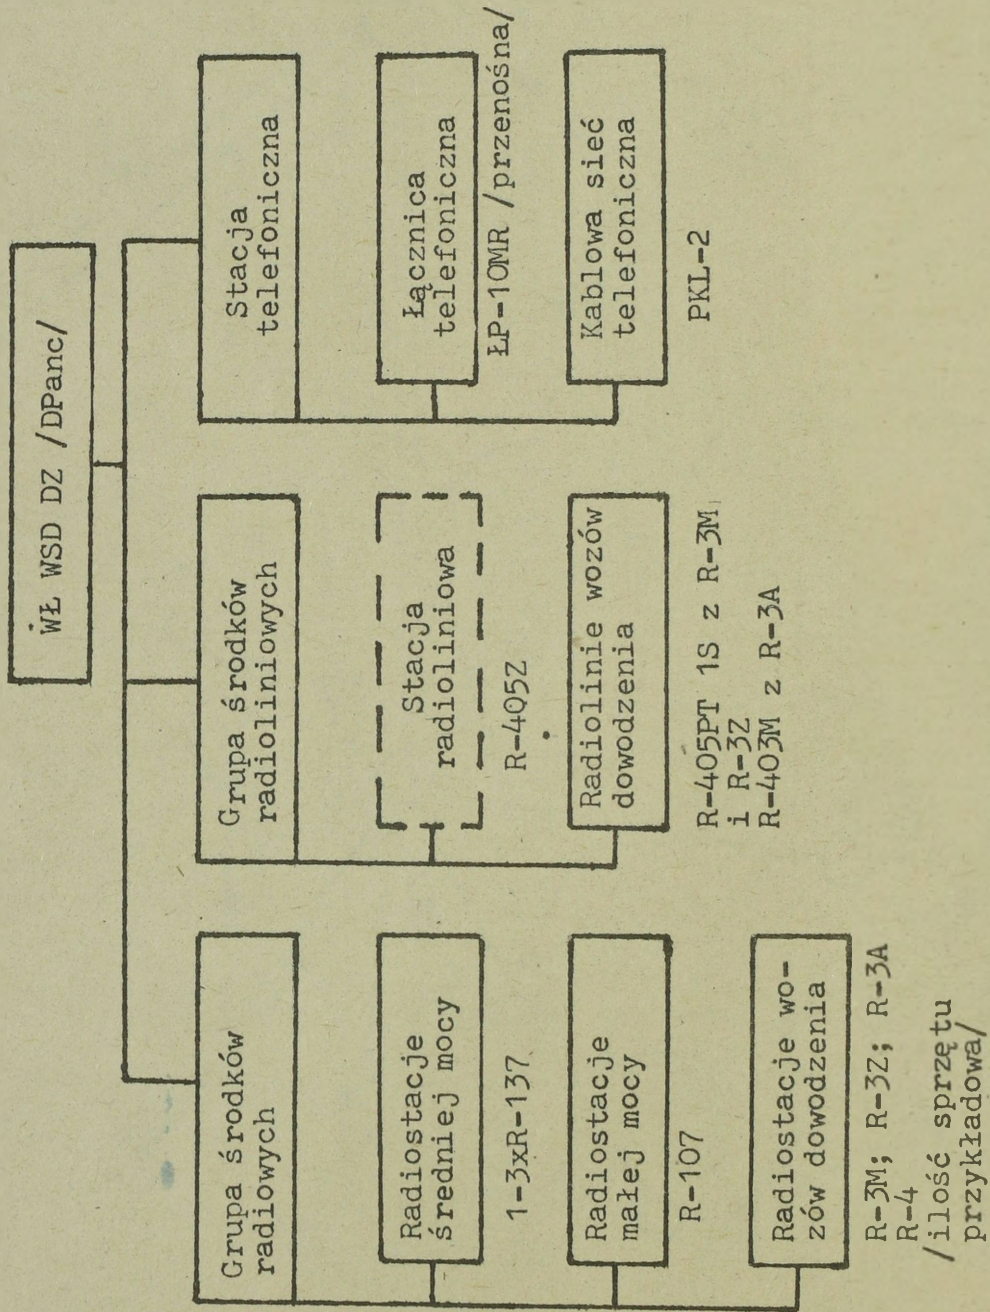 WŁ WSD DZ /DPanc/
Grupa środków
radiowych
Radiostacje
średniej mocy
1-3xR-137
Radiostacje
małej mocy
R-107
Radiostacje wo-
zów dowodzenia
R-3M; R-3Z; R-3A
R-4
/ilość sprzętu
przykładowa/
Grupa środków
radioliniowych
Stacja
radioliniowa
R-405Z
Radiolinie wozów
dowodzenia
R-405PT 1S z R-3M
i R-3Z
R-403M z R-3A
Stacja
telefoniczna
Łącznica
telefoniczna
ŁP-10MR /przenośna/
Kablowa sieć
telefoniczna
PKL-2